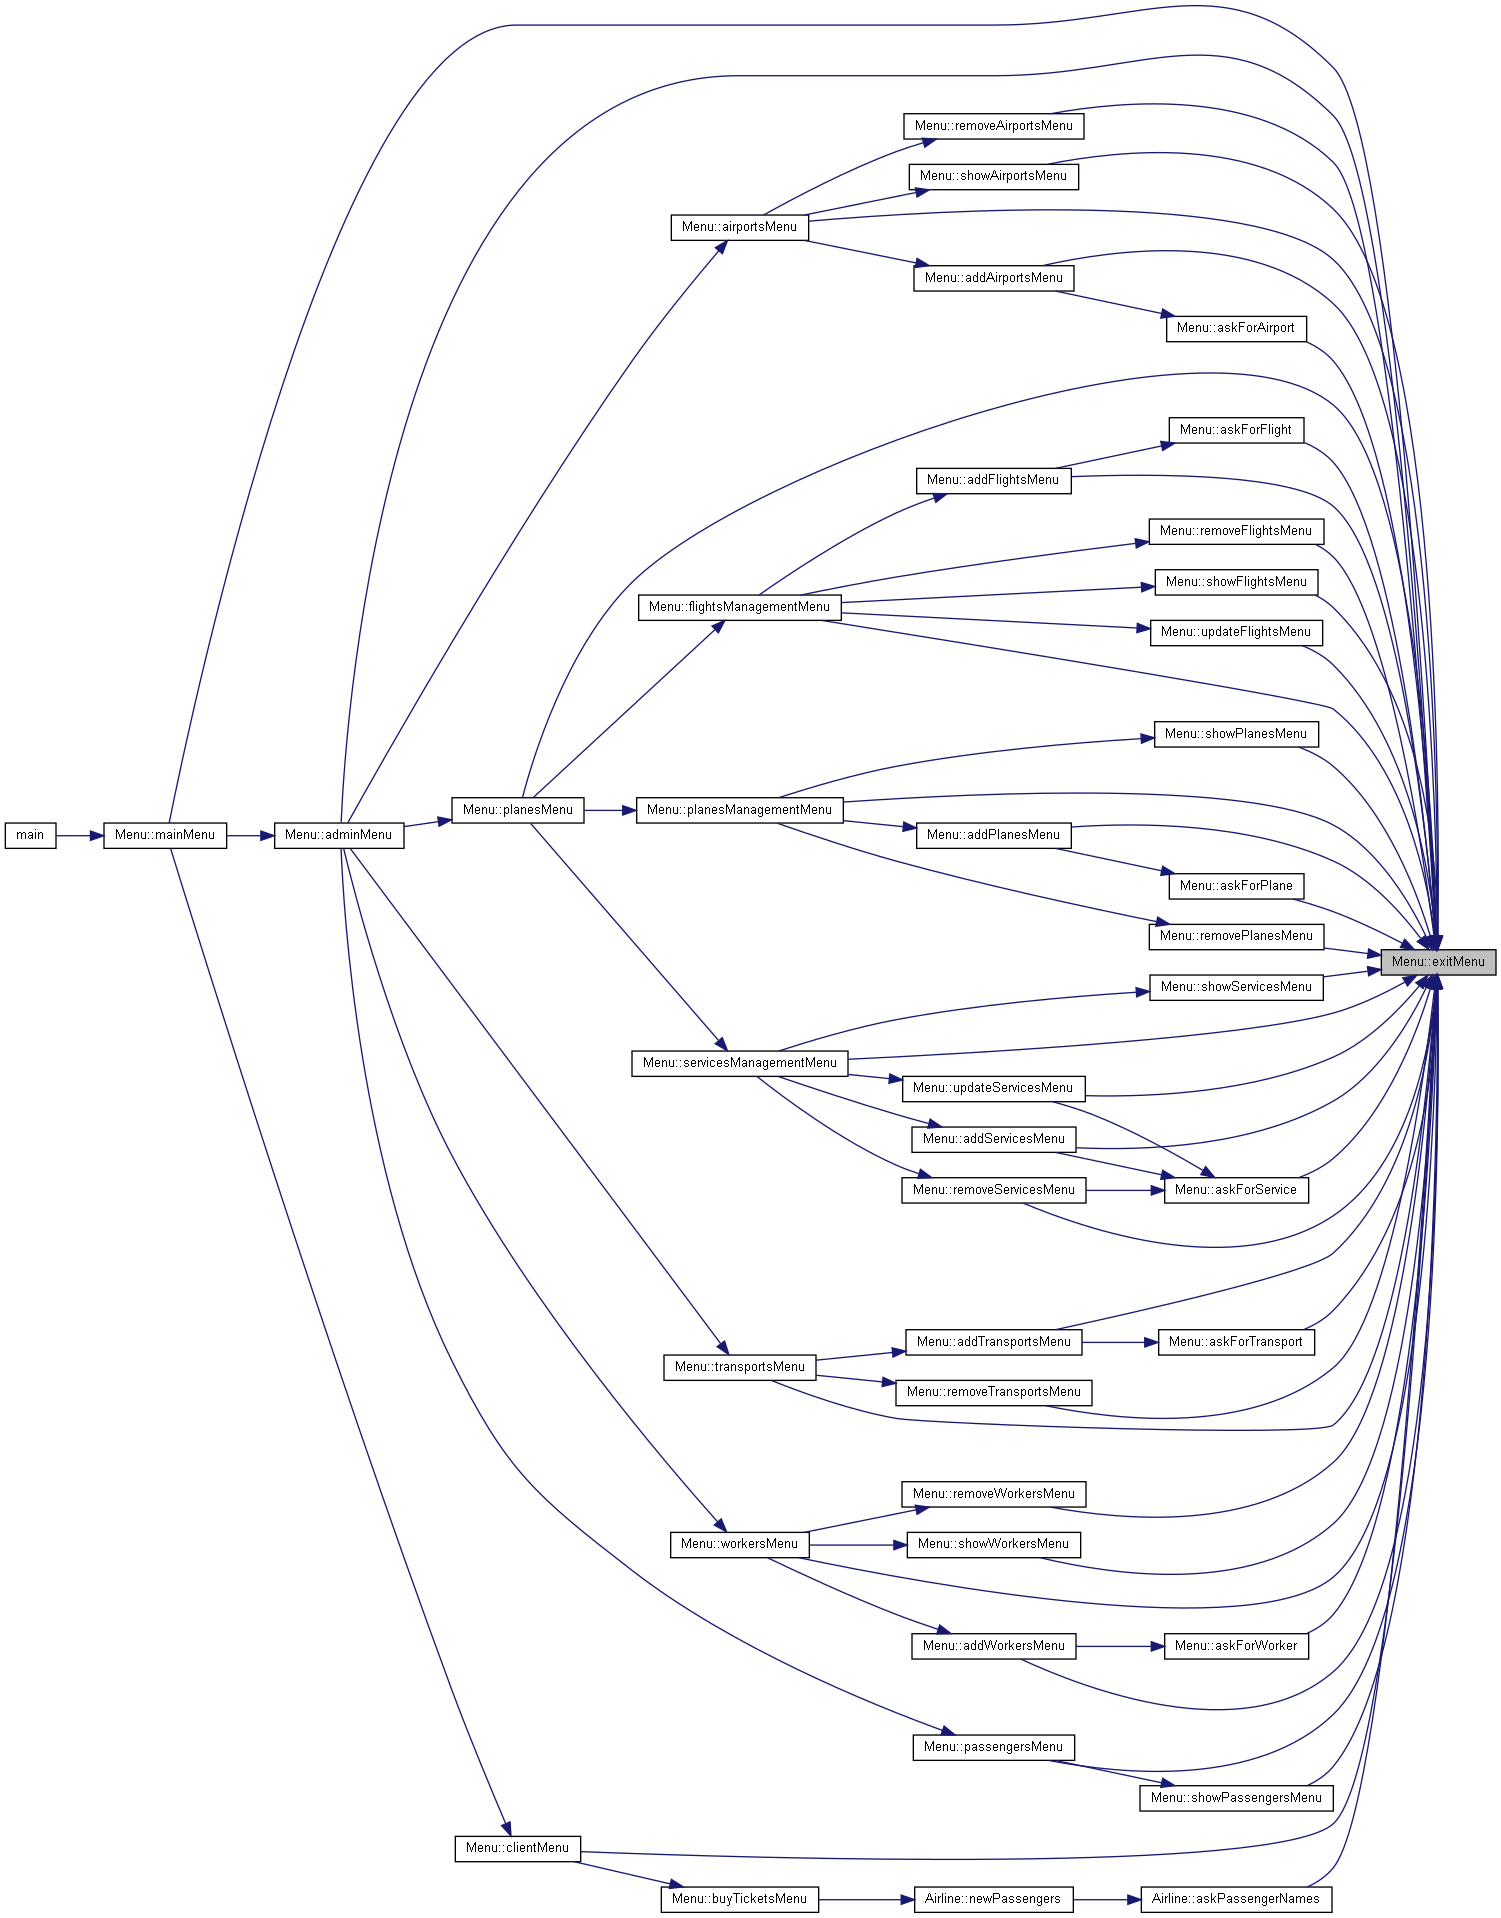 Menu::removeAirportsMenu
Menu::showAirportsMenu
Menu::airportsMenu
Menu::addAirportsMenu
Menu::askForAirport
Menu::askForFlight
Menu::addFlightsMenu
Menu::removeFlightsMenu
Menu::showFlightsMenu
Menu::flightsManagementMenu
Menu::updateFlightsMenu
Menu::showPlanesMenu
Menu::planesMenu
Menu::planesManagementMenu
main
Menu::mainMenu
Menu::adminMenu
Menu::addPlanesMenu
Menu::askForPlane
Menu::removePlanesMenu
Menu::exitMenu
Menu::showServicesMenu
Menu::servicesManagementMenu
Menu::updateServicesMenu
Menu::addServicesMenu
Menu::removeServicesMenu
Menu::askForService
Menu::addTransportsMenu
Menu::askForTransport
Menu::transportsMenu
Menu::removeTransportsMenu
Menu::removeWorkersMenu
Menu::workersMenu
Menu::showWorkersMenu
Menu::addWorkersMenu
Menu::askForWorker
Menu::passengersMenu
Menu::showPassengersMenu
Menu::clientMenu
Menu::buyTicketsMenu
Airline::newPassengers
Airline::askPassengerNames